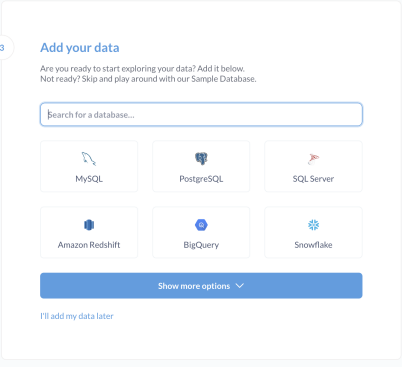 3
Add your data
Are you ready to start exploring your data? Add it below.
Not ready? Skip and play around with our Sample Database.
Search for a database...
MySQL
PostgreSQL
SQL Server
Amazon Redshift
BigQuery
Snowflake
Show more options
I'll add my data later